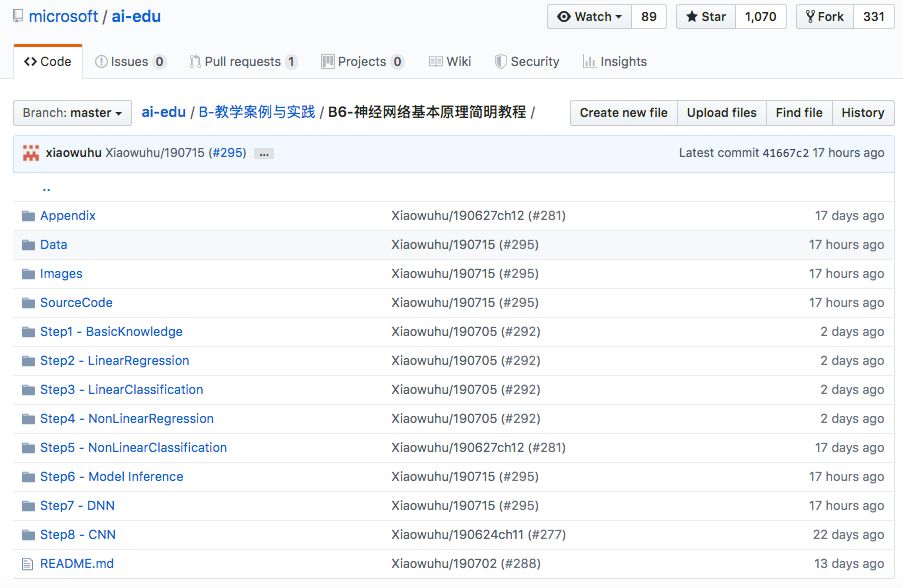 microsoft / ai-edu Watch 89 Star 1,070 Fork 331
Code Issues 0 Pull requests 1 Projects 0 Wiki Security Insights
Branch: master ai-edu / B-教学案例与实践 / B6-神经网络基本原理简明教程 / Create new file Upload files Find file History
xiaowuhu Xiaowuhu/190715 (#295) ... Latest commit 41667c2 17 hours ago
..
Appendix Xiaowuhu/190627ch12 (#281) 17 days ago
Data Xiaowuhu/190715 (#295) 17 hours ago
Images Xiaowuhu/190715 (#295) 17 hours ago
SourceCode Xiaowuhu/190715 (#295) 17 hours ago
Step1 - BasicKnowledge Xiaowuhu/190705 (#292) 2 days ago
Step2 - LinearRegression Xiaowuhu/190705 (#292) 2 days ago
Step3 - LinearClassification Xiaowuhu/190705 (#292) 2 days ago
Step4 - NonLinearRegression Xiaowuhu/190705 (#292) 2 days ago
Step5 - NonLinearClassification Xiaowuhu/190627ch12 (#281) 17 days ago
Step6 - Model Inference Xiaowuhu/190715 (#295) 17 hours ago
Step7 - DNN Xiaowuhu/190715 (#295) 17 hours ago
Step8 - CNN Xiaowuhu/190624ch11 (#277) 22 days ago
README.md Xiaowuhu/190702 (#288) 13 days ago